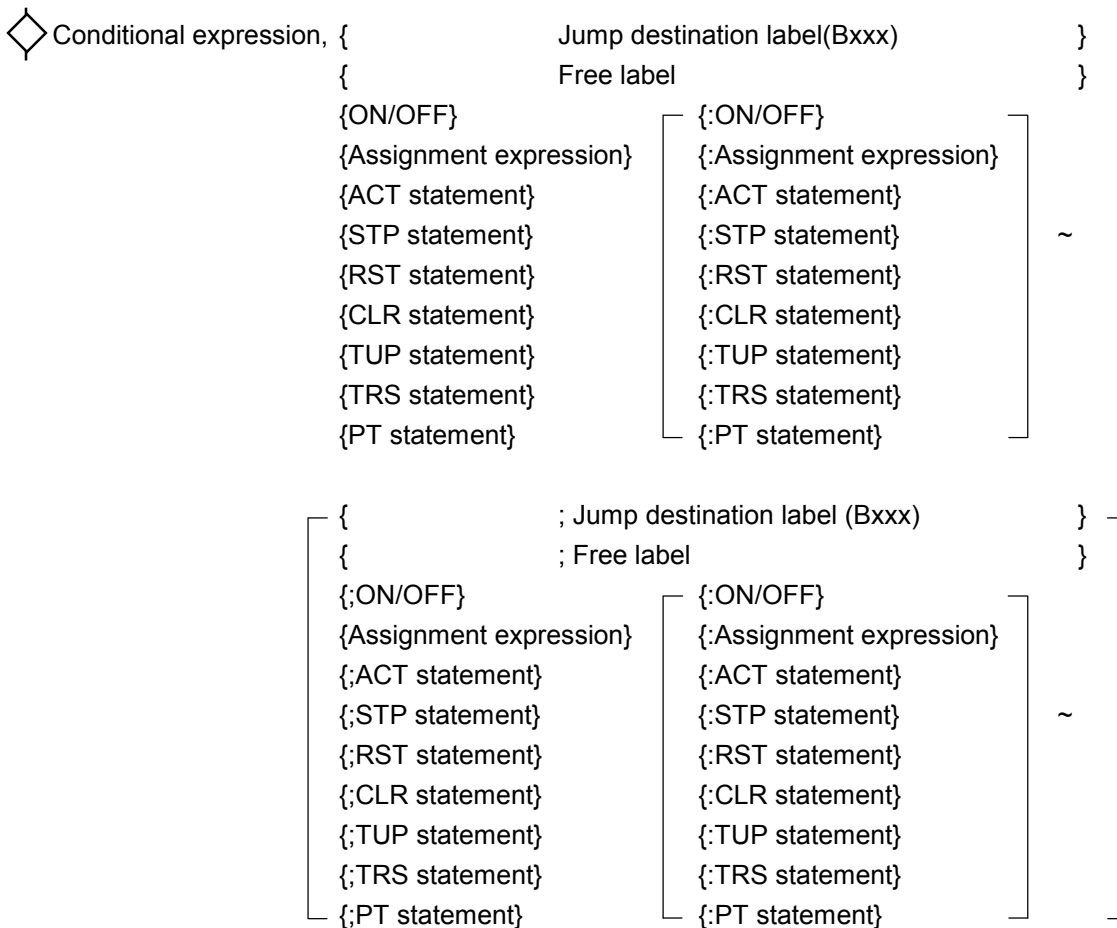 Conditional expression, { Jump destination label(Bxxx) }
{ Free label }
{ON/OFF} {:ON/OFF}
{Assignment expression} {:Assignment expression}
{ACT statement} {:ACT statement}
{STP statement} {:STP statement} ~
{RST statement} {:RST statement}
{CLR statement} {:CLR statement}
{TUP statement} {:TUP statement}
{TRS statement} {:TRS statement}
{PT statement} {:PT statement}
{ ; Jump destination label (Bxxx) }
{ ; Free label }
{;ON/OFF} {:ON/OFF}
{Assignment expression} {:Assignment expression}
{;ACT statement} {:ACT statement}
{;STP statement} {:STP statement} ~
{;RST statement} {:RST statement}
{;CLR statement} {:CLR statement}
{;TUP statement} {:TUP statement}
{;TRS statement} {:TRS statement}
{;PT statement} {:PT statement}